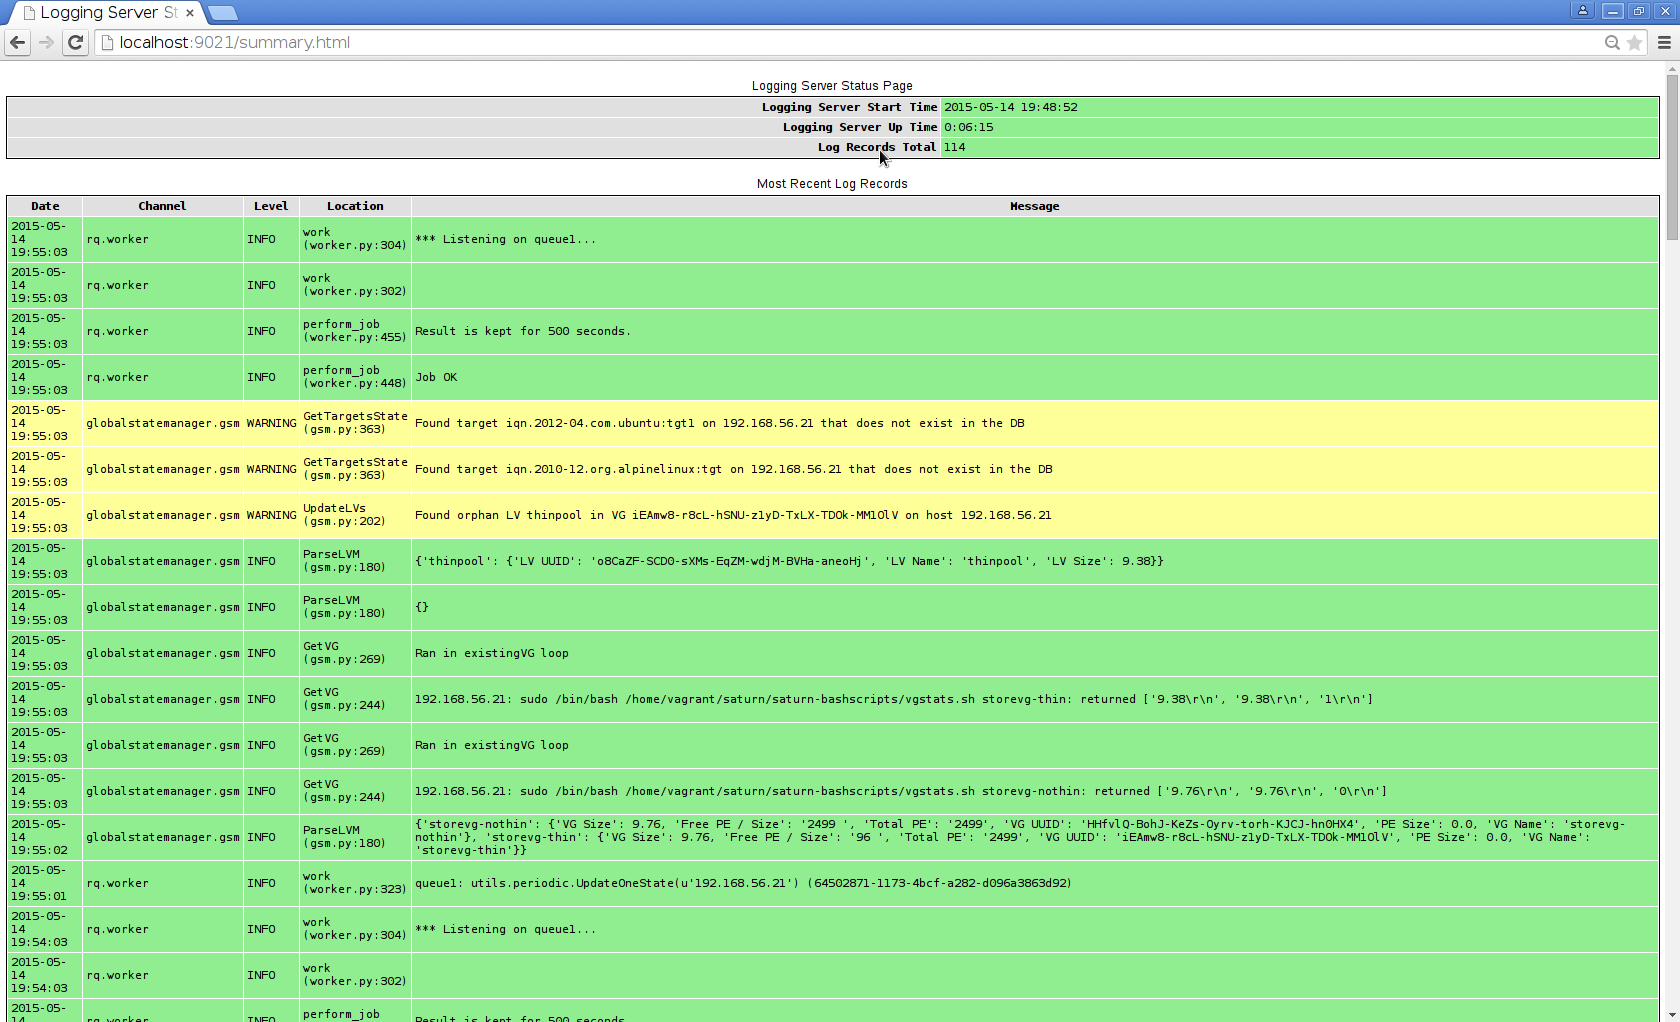 Logging Server St
localhost:9021/summary.html
Logging Server Status Page
Logging Server Start Time 2015-05-14 19:48:52
Logging Server Up Time 0:06:15
Log Records Total 114
Most Recent Log Records
Date Channel Level Location Message
2015-05-14 19:55:03 rq.worker INFO work (worker.py:304) *** Listening on queue1...
2015-05-14 19:55:03 rq.worker INFO work (worker.py:302)
2015-05-14 19:55:03 rq.worker INFO perform_job (worker.py:455) Result is kept for 500 seconds.
2015-05-14 19:55:03 rq.worker INFO perform_job (worker.py:448) Job OK
2015-05-14 19:55:03 globalstatemanager.gsm WARNING GetTargetsState (gsm.py:363) Found target iqn.2012-04.com.ubuntu:tgt1 on 192.168.56.21 that does not exist in the DB
2015-05-14 19:55:03 globalstatemanager.gsm WARNING GetTargetsState (gsm.py:363) Found target iqn.2010-12.org.alpinelinux:tgt on 192.168.56.21 that does not exist in the DB
2015-05-14 19:55:03 globalstatemanager.gsm WARNING UpdateLVs (gsm.py:202) Found orphan LV thinpool in VG iEAmw8-r8cL-hSNU-zlyD-TxLX-TDOk-MM1OlV on host 192.168.56.21
2015-05-14 19:55:03 globalstatemanager.gsm INFO ParseLVM (gsm.py:180) {'thinpool': {'LV UUID': 'o8CaZF-SCD0-sXMs-EqZM-wdjM-BVHa-aneoHj', 'LV Name': 'thinpool', 'LV Size': 9.38}}
2015-05-14 19:55:03 globalstatemanager.gsm INFO ParseLVM (gsm.py:180) {}
2015-05-14 19:55:03 globalstatemanager.gsm INFO GetVG (gsm.py:269) Ran in existingVG loop
2015-05-14 19:55:03 globalstatemanager.gsm INFO GetVG (gsm.py:244) 192.168.56.21: sudo /bin/bash /home/vagrant/saturn/saturn-bashscripts/vgstats.sh storevg-thin: returned ['9.38\r\n', '9.38\r\n', '1\r\n']
2015-05-14 19:55:03 globalstatemanager.gsm INFO GetVG (gsm.py:269) Ran in existingVG loop
2015-05-14 19:55:03 globalstatemanager.gsm INFO GetVG (gsm.py:244) 192.168.56.21: sudo /bin/bash /home/vagrant/saturn/saturn-bashscripts/vgstats.sh storevg-nothin: returned ['9.76\r\n', '9.76\r\n', '0\r\n']
2015-05-14 19:55:02 globalstatemanager.gsm INFO ParseLVM (gsm.py:180) {'storevg-nothin': {'VG Size': 9.76, 'Free PE / Size': '2499 ', 'Total PE': '2499', 'VG UUID': 'HHfvlQ-BohJ-KeZs-Oyrv-torh-KJCJ-hnOHX4', 'PE Size': 0.0, 'VG Name': 'storevg-nothin'}, 'storevg-thin': {'VG Size': 9.76, 'Free PE / Size': '96 ', 'Total PE': '2499', 'VG UUID': 'iEAmw8-r8cL-hSNU-zlyD-TxLX-TDOk-MM1OlV', 'PE Size': 0.0, 'VG Name': 'storevg-thin'}}
2015-05-14 19:55:01 rq.worker INFO work (worker.py:323) queue1: utils.periodic.UpdateOneState(u'192.168.56.21') (64502871-1173-4bcf-a282-d096a3863d92)
2015-05-14 19:54:03 rq.worker INFO work (worker.py:304) *** Listening on queue1...
2015-05-14 19:54:03 rq.worker INFO work (worker.py:302)
2015-05-14 rq.worker INFO perform_job Result is kept for 500 seconds